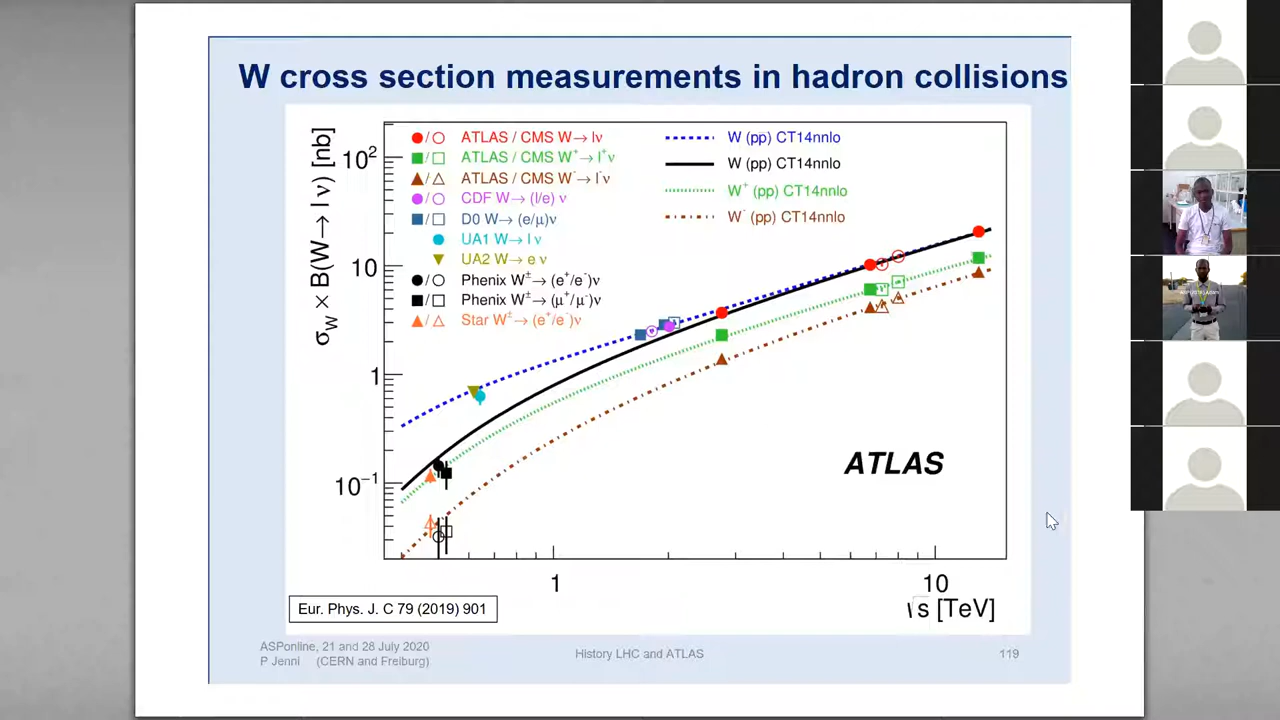 W cross section measurements in hadron collisions
σW × B(W→ l ν) [nb]
10²
10
1
10⁻¹
ATLAS / CMS W→ lν
ATLAS / CMS W⁺→ l⁺ν
ATLAS / CMS W⁻→ l⁻ν
CDF W→ (l/e) ν
D0 W→ (e/μ)ν
UA1 W→ l ν
UA2 W→ e ν
Phenix W±→ (e⁺/e⁻)ν
Phenix W±→ (μ⁺/μ⁻)ν
Star W±→ (e⁺/e⁻)ν
W (pp) CT14nnlo
W (pp) CT14nnlo
W⁺ (pp) CT14nnlo
W⁻ (pp) CT14nnlo
ATLAS
1
10
√s [TeV]
Eur. Phys. J. C 79 (2019) 901
ASPonline, 21 and 28 July 2020
P Jenni (CERN and Freiburg)
History LHC and ATLAS
119